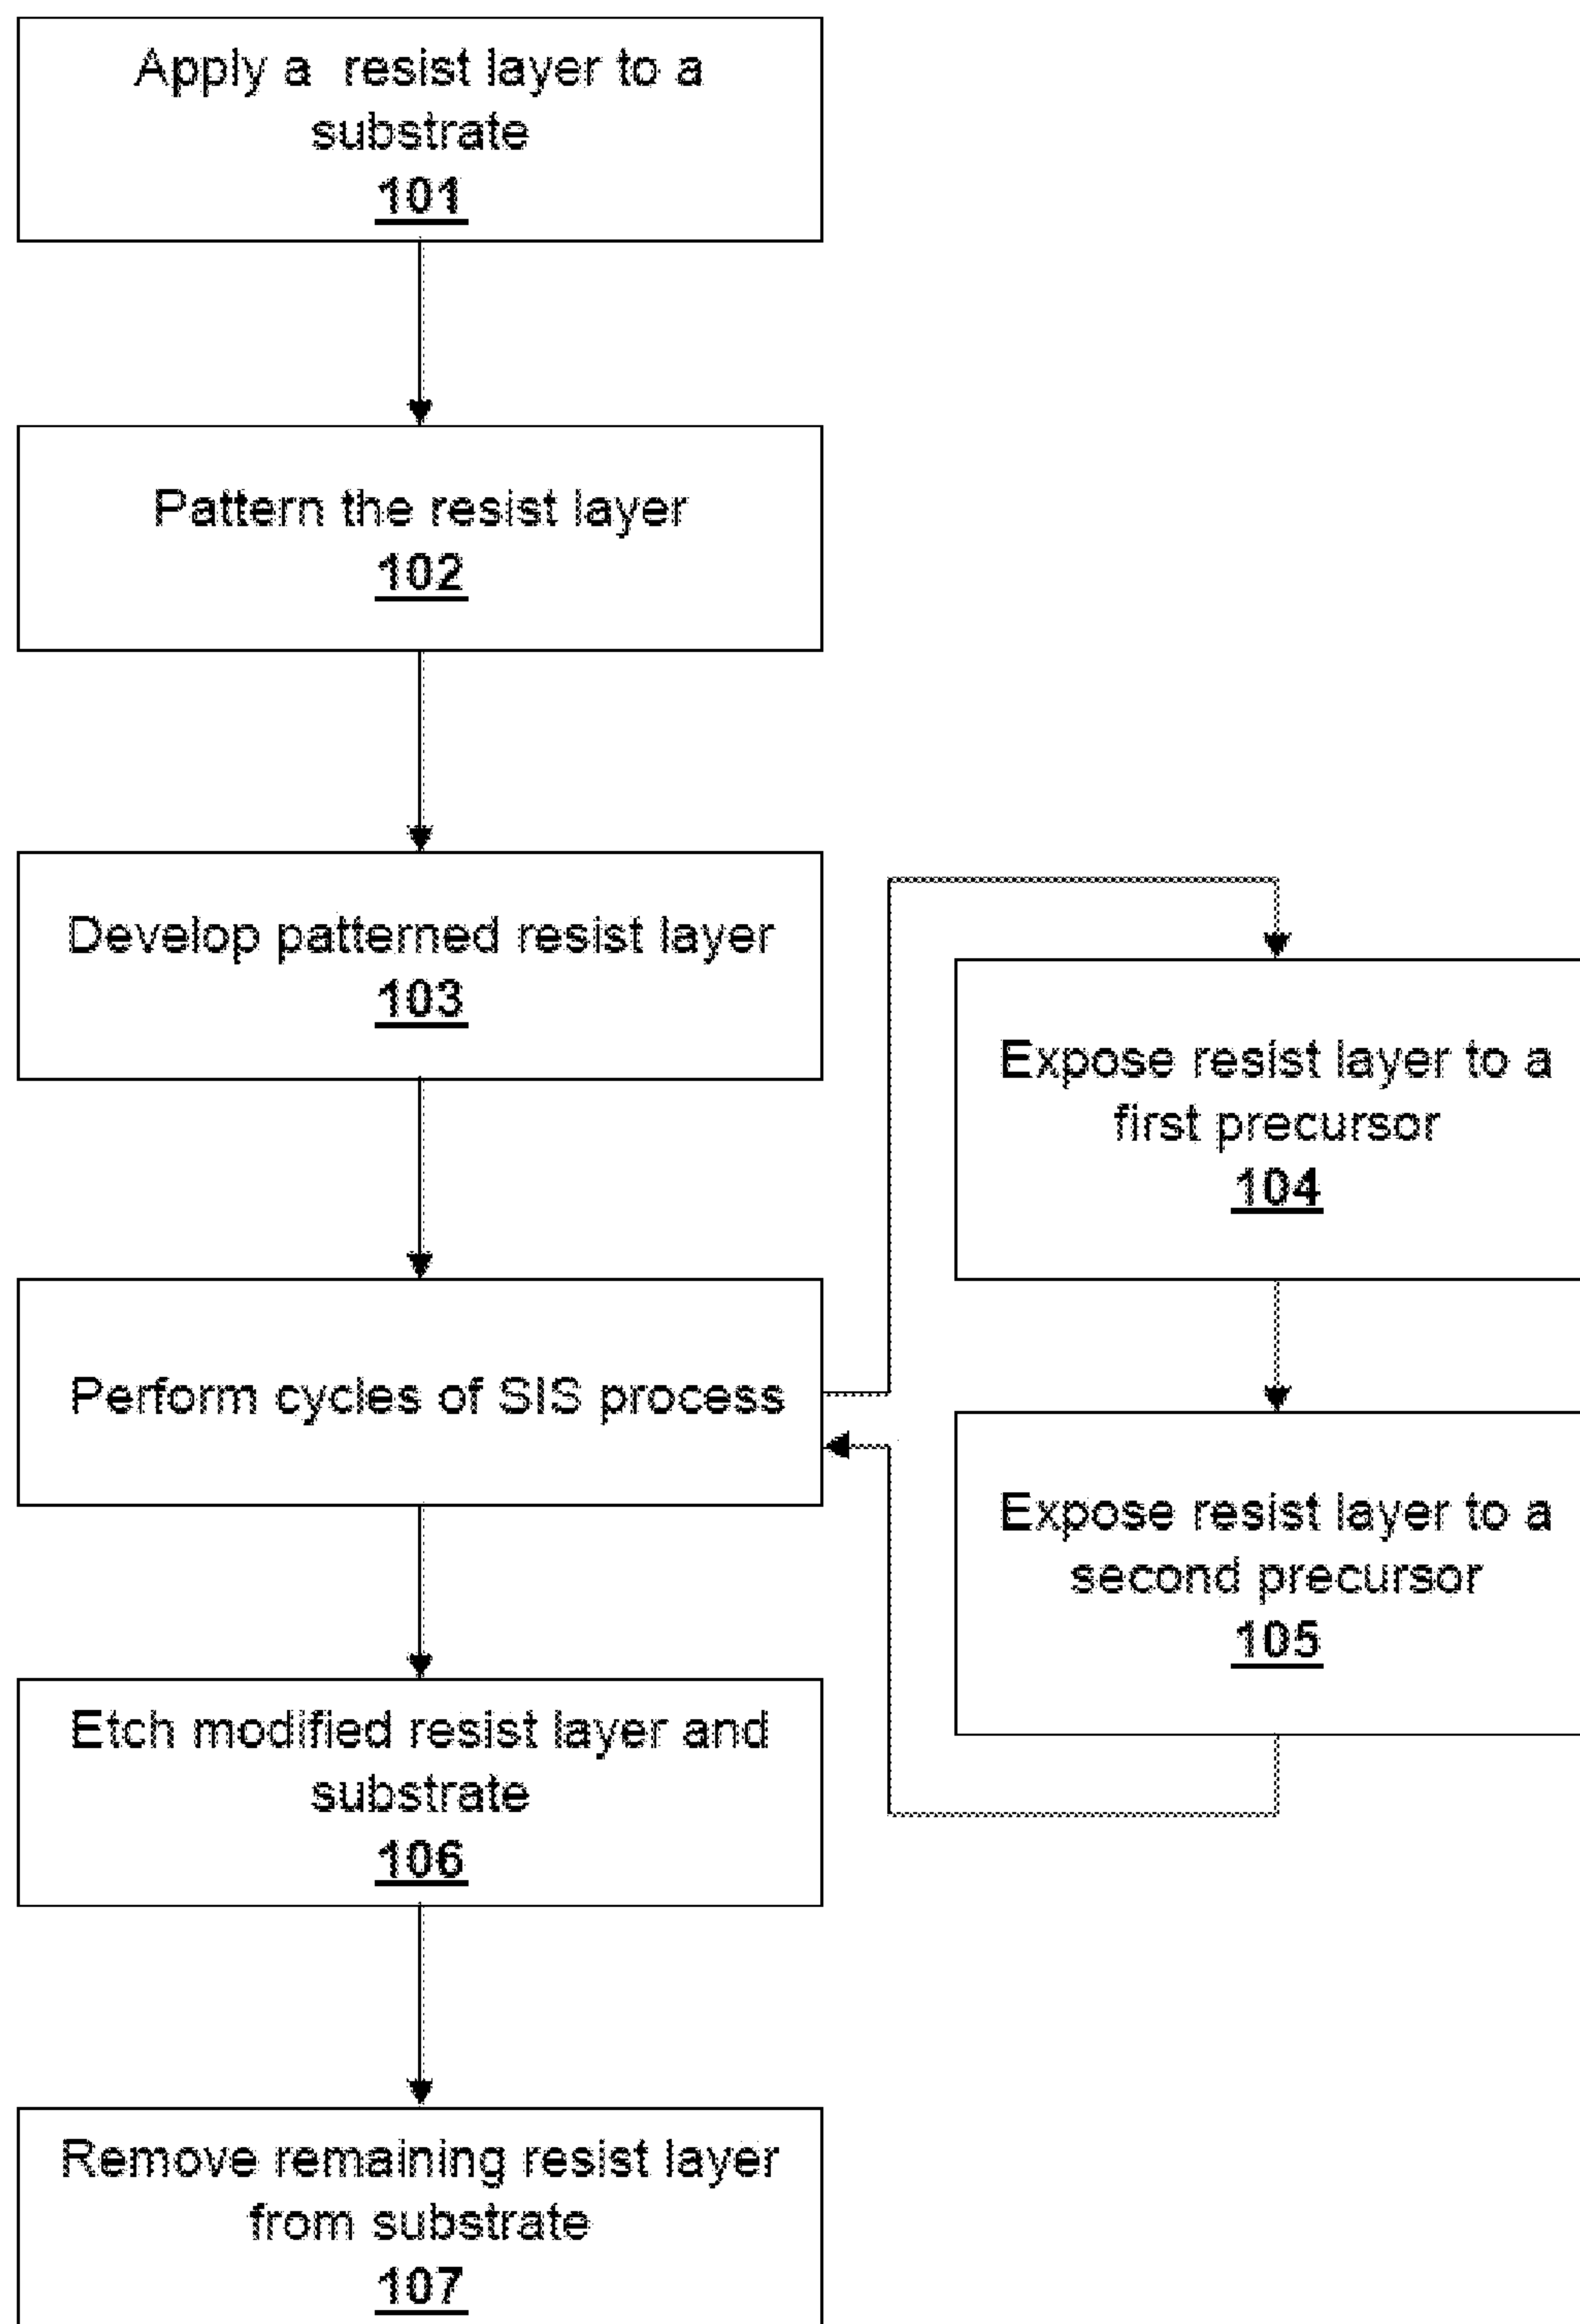 Apply a resist layer to a
substrate
101
Pattern the resist layer
102
Develop patterned resist layer
103
Perform cycles of SIS process
Expose resist layer to a
first precursor
104
Expose resist layer to a
second precursor
105
Etch modified resist layer and
substrate
106
Remove remaining resist layer
from substrate
107